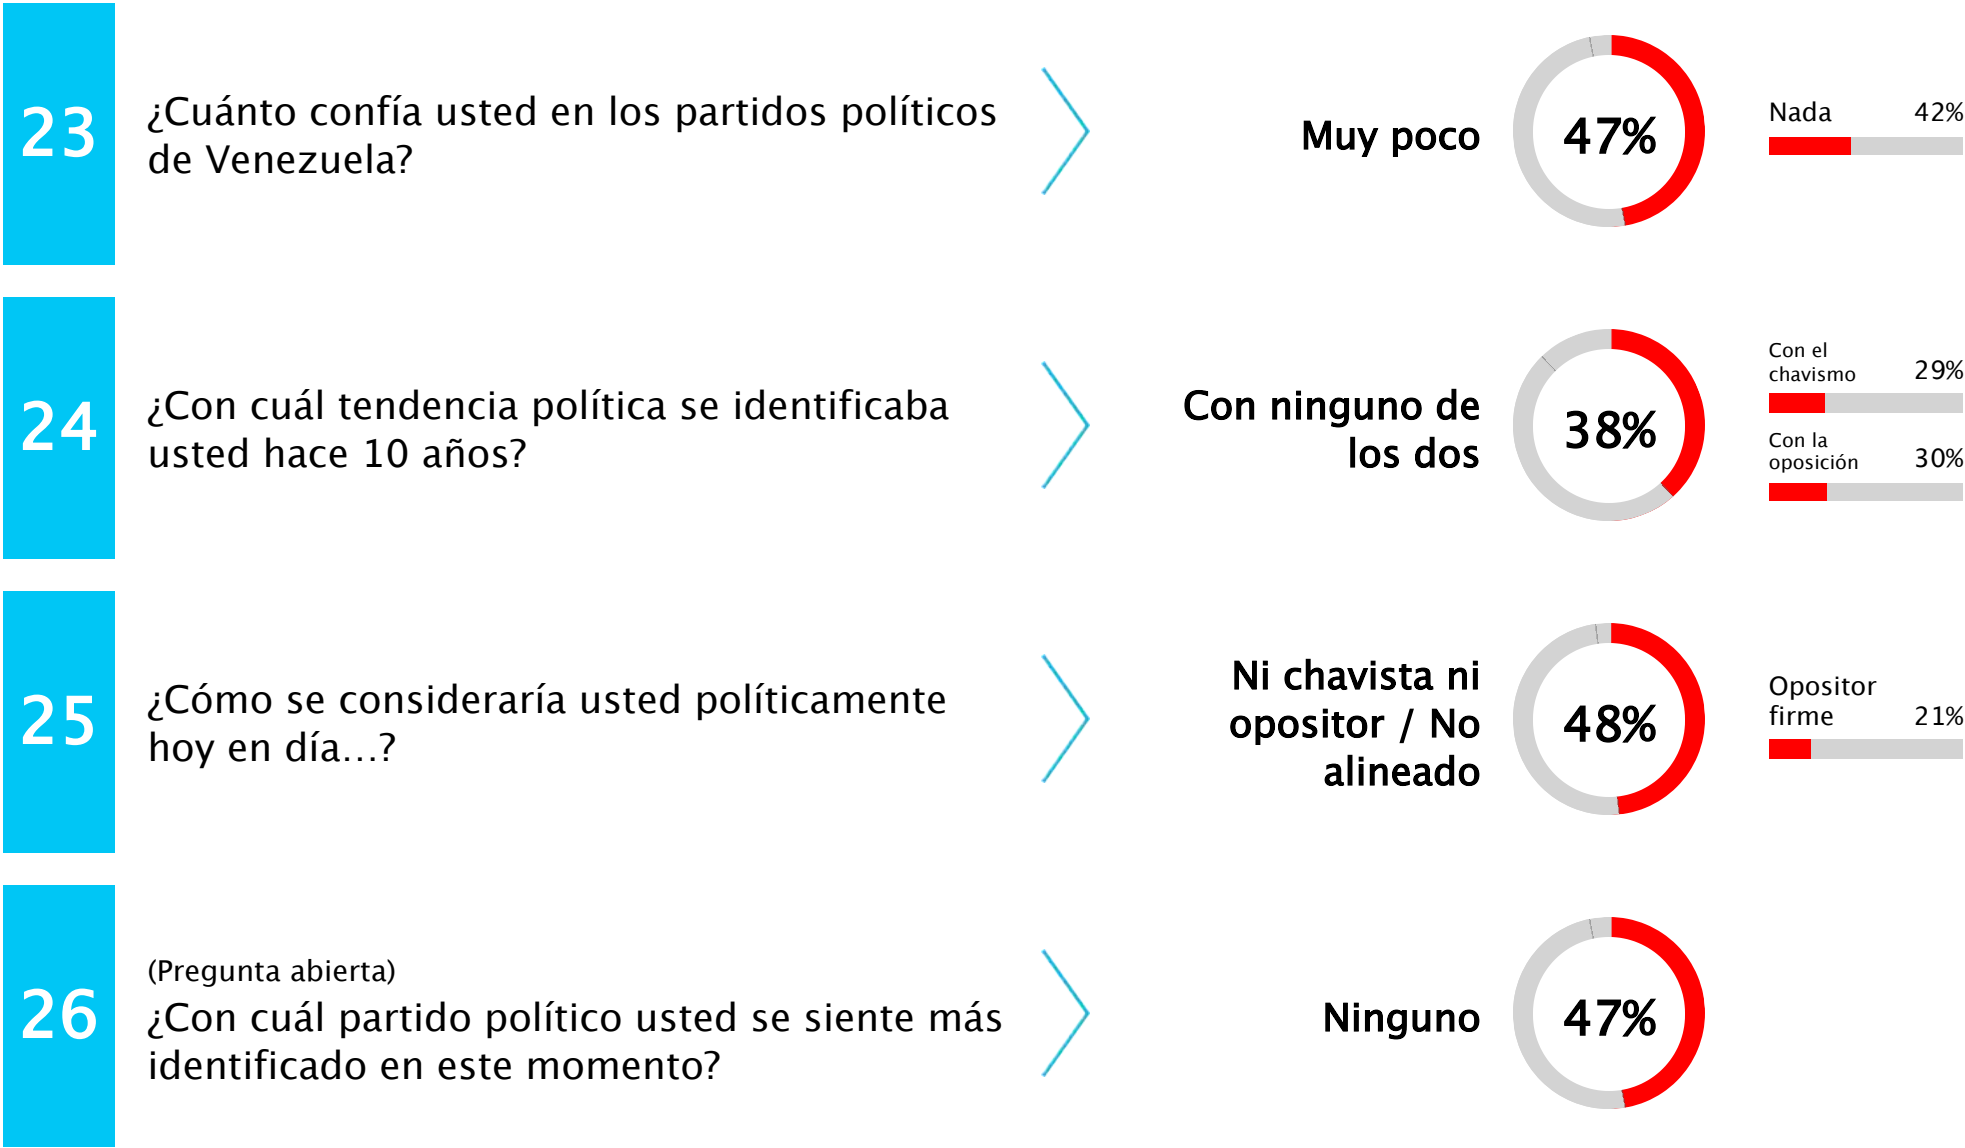 23
¿Cuánto confía usted en los partidos políticos
de Venezuela?
Muy poco
47%
Nada 42%
24
¿Con cuál tendencia política se identificaba
usted hace 10 años?
Con ninguno de
los dos
38%
Con el
chavismo 29%
Con la
oposición 30%
25
¿Cómo se consideraría usted políticamente
hoy en día…?
Ni chavista ni
opositor / No
alineado
48%
Opositor
firme 21%
26
(Pregunta abierta)
¿Con cuál partido político usted se siente más
identificado en este momento?
Ninguno
47%